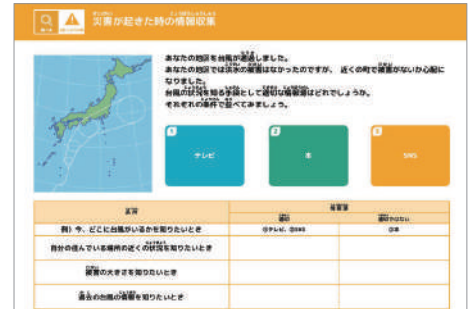 災害が起きた時の情報収集
あなたの地区を台風が通過しました。
あなたの地区では洪水の被害はなかったのですが、近くの町で被害がないか心配に
なりました。
台風の状況を知る手段として適切な情報源はどれでしょうか。
それぞれの条件で並べてみましょう。
1
テレビ
2
本
3
SNS
条件
情報源
適切
適切ではない
例）今、どこに台風がいるかを知りたいとき
①テレビ、③SNS
②本
自分の住んでいる場所の近くの状況を知りたいとき
被害の大きさを知りたいとき
過去の台風の情報を知りたいとき